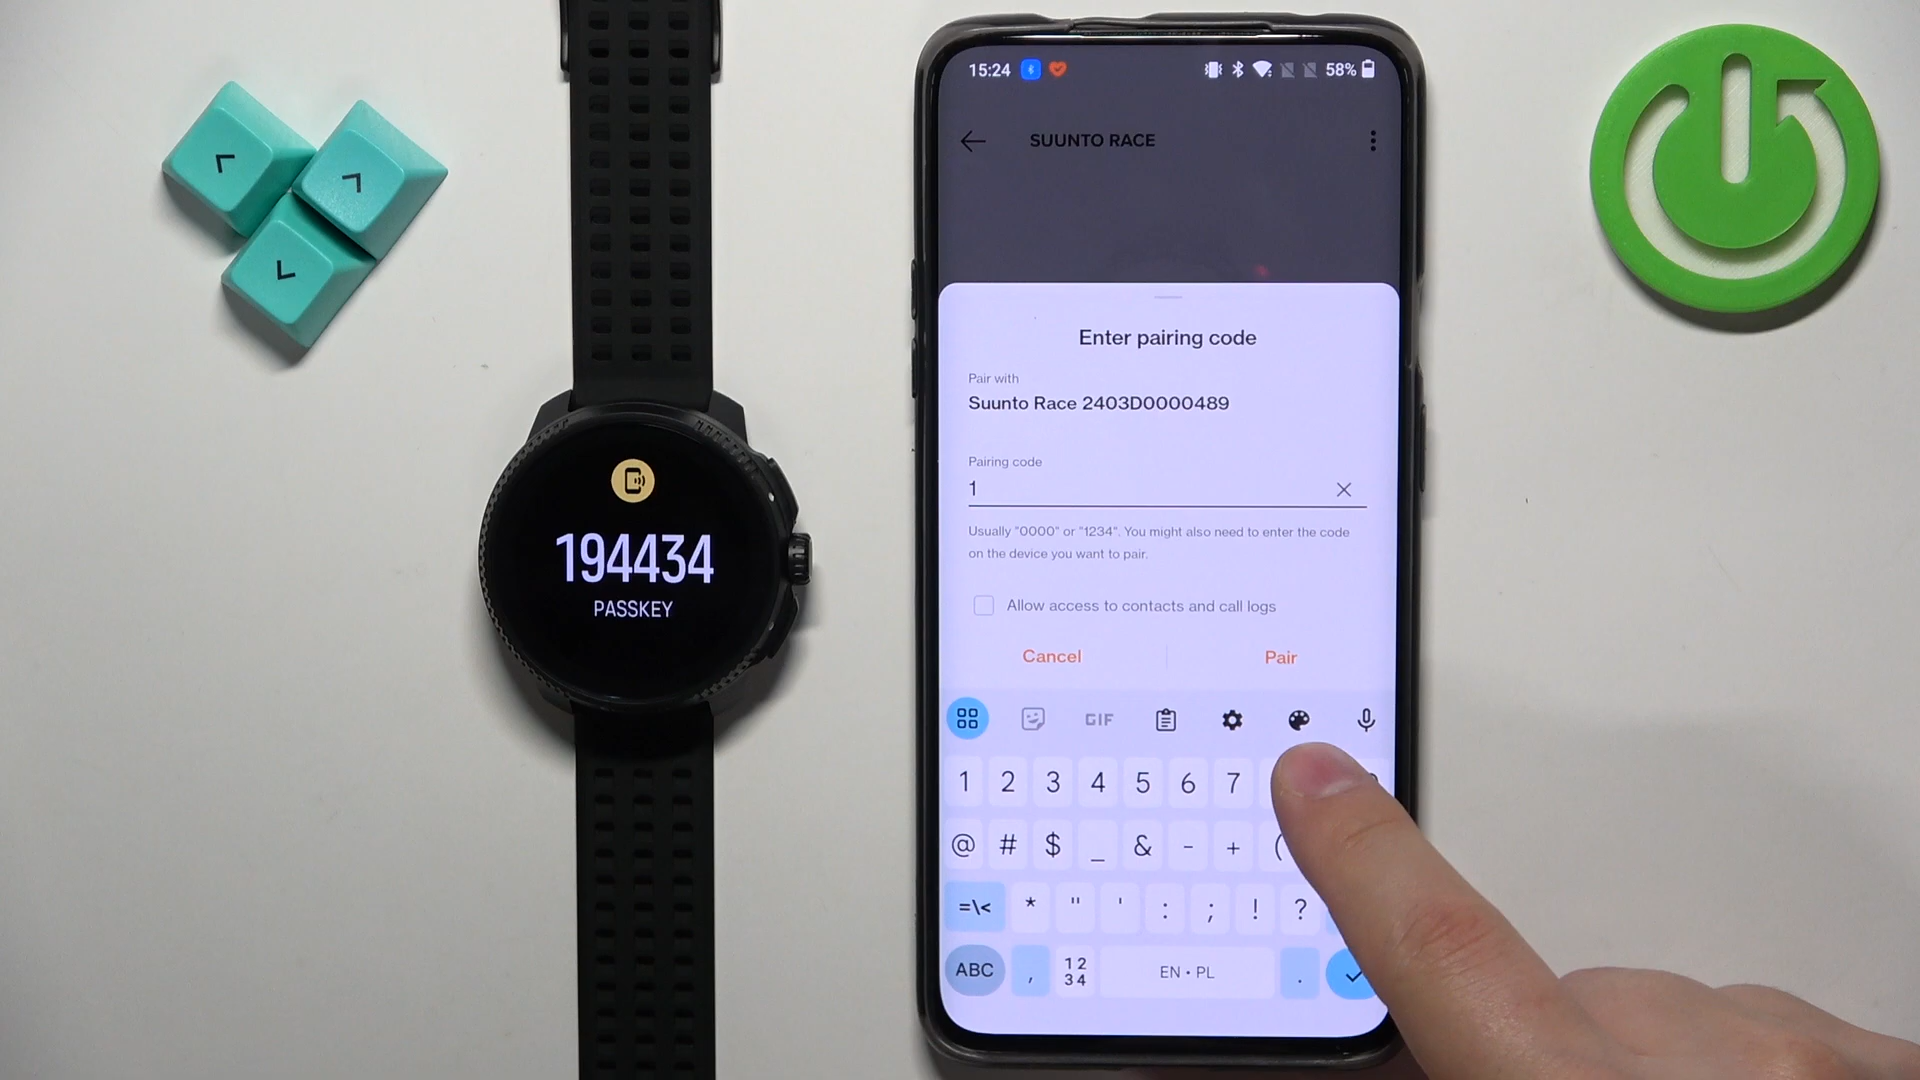 194434
PASSKEY
15:24
58%
SUUNTO RACE
Enter pairing code
Pair with
Suunto Race 2403D0000489
Pairing code
1
Usually "0000" or "1234". You might also need to enter the code
on the device you want to pair.
Allow access to contacts and call logs
Cancel Pair
GIF
1 2 3 4 5 6 7
@ # $ _ & - + (
=\< * " ' : ; ! ?
ABC , 12 34 EN • PL .